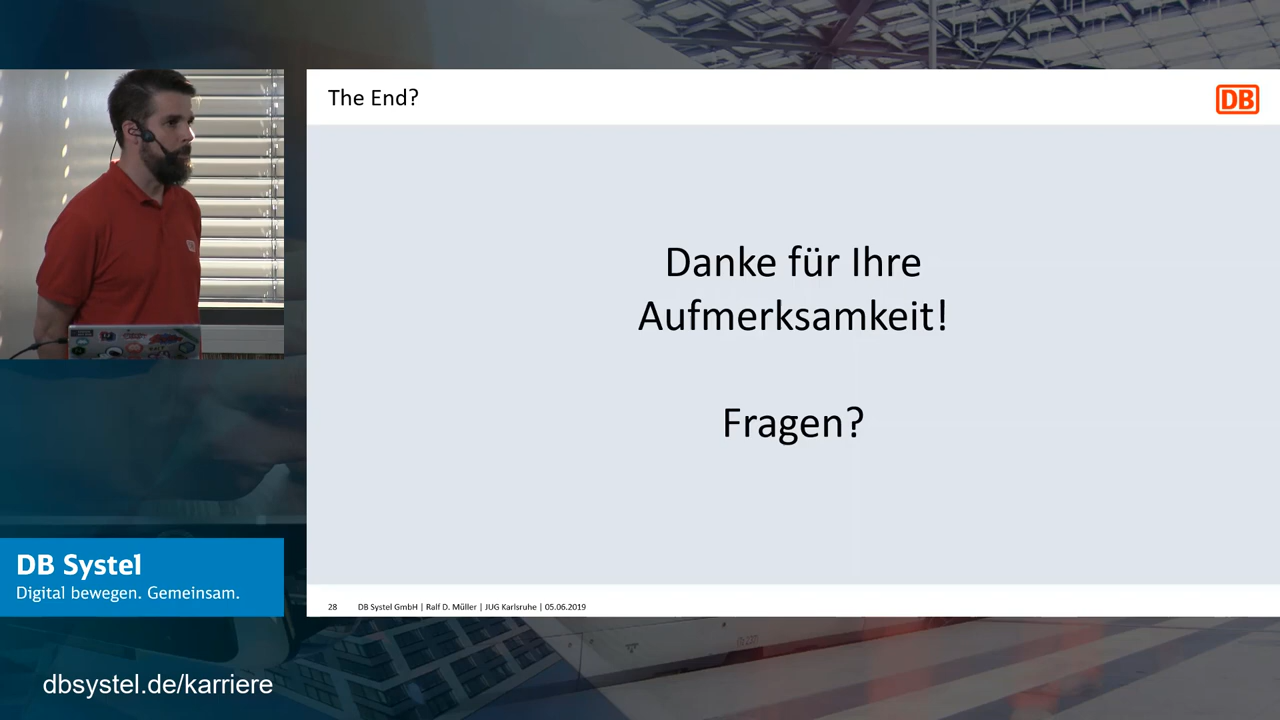 The End?
DB
Danke für Ihre
Aufmerksamkeit!
Fragen?
28 DB Systel GmbH | Ralf D. Müller | JUG Karlsruhe | 05.06.2019
DB Systel
Digital bewegen. Gemeinsam.
dbsystel.de/karriere